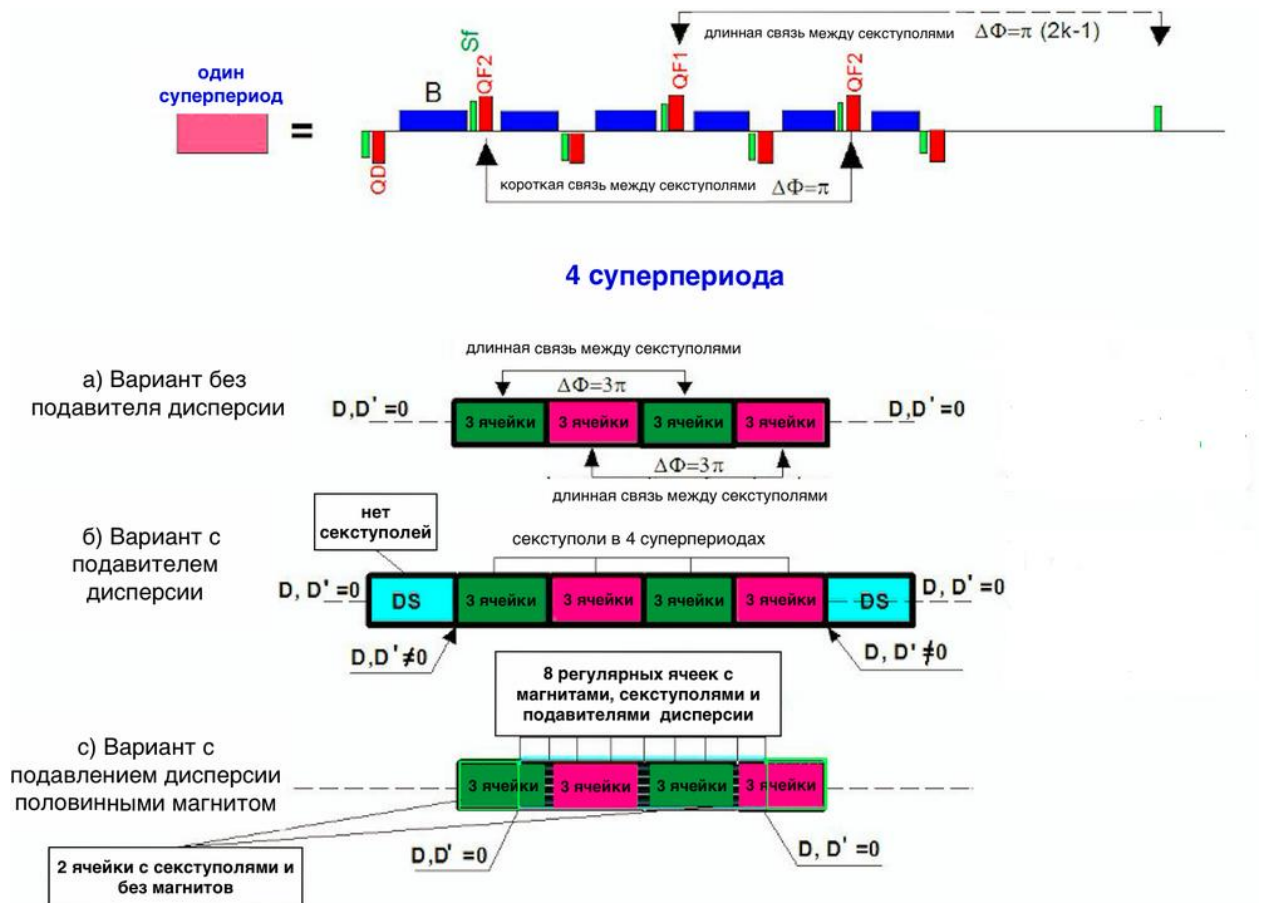 длинная связь между секступолями ΔΦ=π (2k-1)
Sf
QF2
QF1
QF2
один
суперпериод
B
=
QD
короткая связь между секступолями ΔΦ=π
4 суперпериода
длинная связь между секступолями
а) Вариант без
подавителя дисперсии
ΔΦ=3π
D,D' =0
3 ячейки 3 ячейки 3 ячейки 3 ячейки
D,D' =0
ΔΦ=3π
длинная связь между секступолями
нет
секступолей
б) Вариант с
подавителем
дисперсии
секступоли в 4 суперпериодах
D, D' =0
DS 3 ячейки 3 ячейки 3 ячейки 3 ячейки DS
D, D' =0
D,D' ≠0
D, D' ≠0
8 регулярных ячеек с
магнитами, секступолями и
подавителями дисперсии
с) Вариант с
подавлением дисперсии
половинными магнитом
3 ячейки 3 ячейки 3 ячейки 3 ячейки
D,D' =0
D, D' =0
2 ячейки с секступолями и
без магнитов